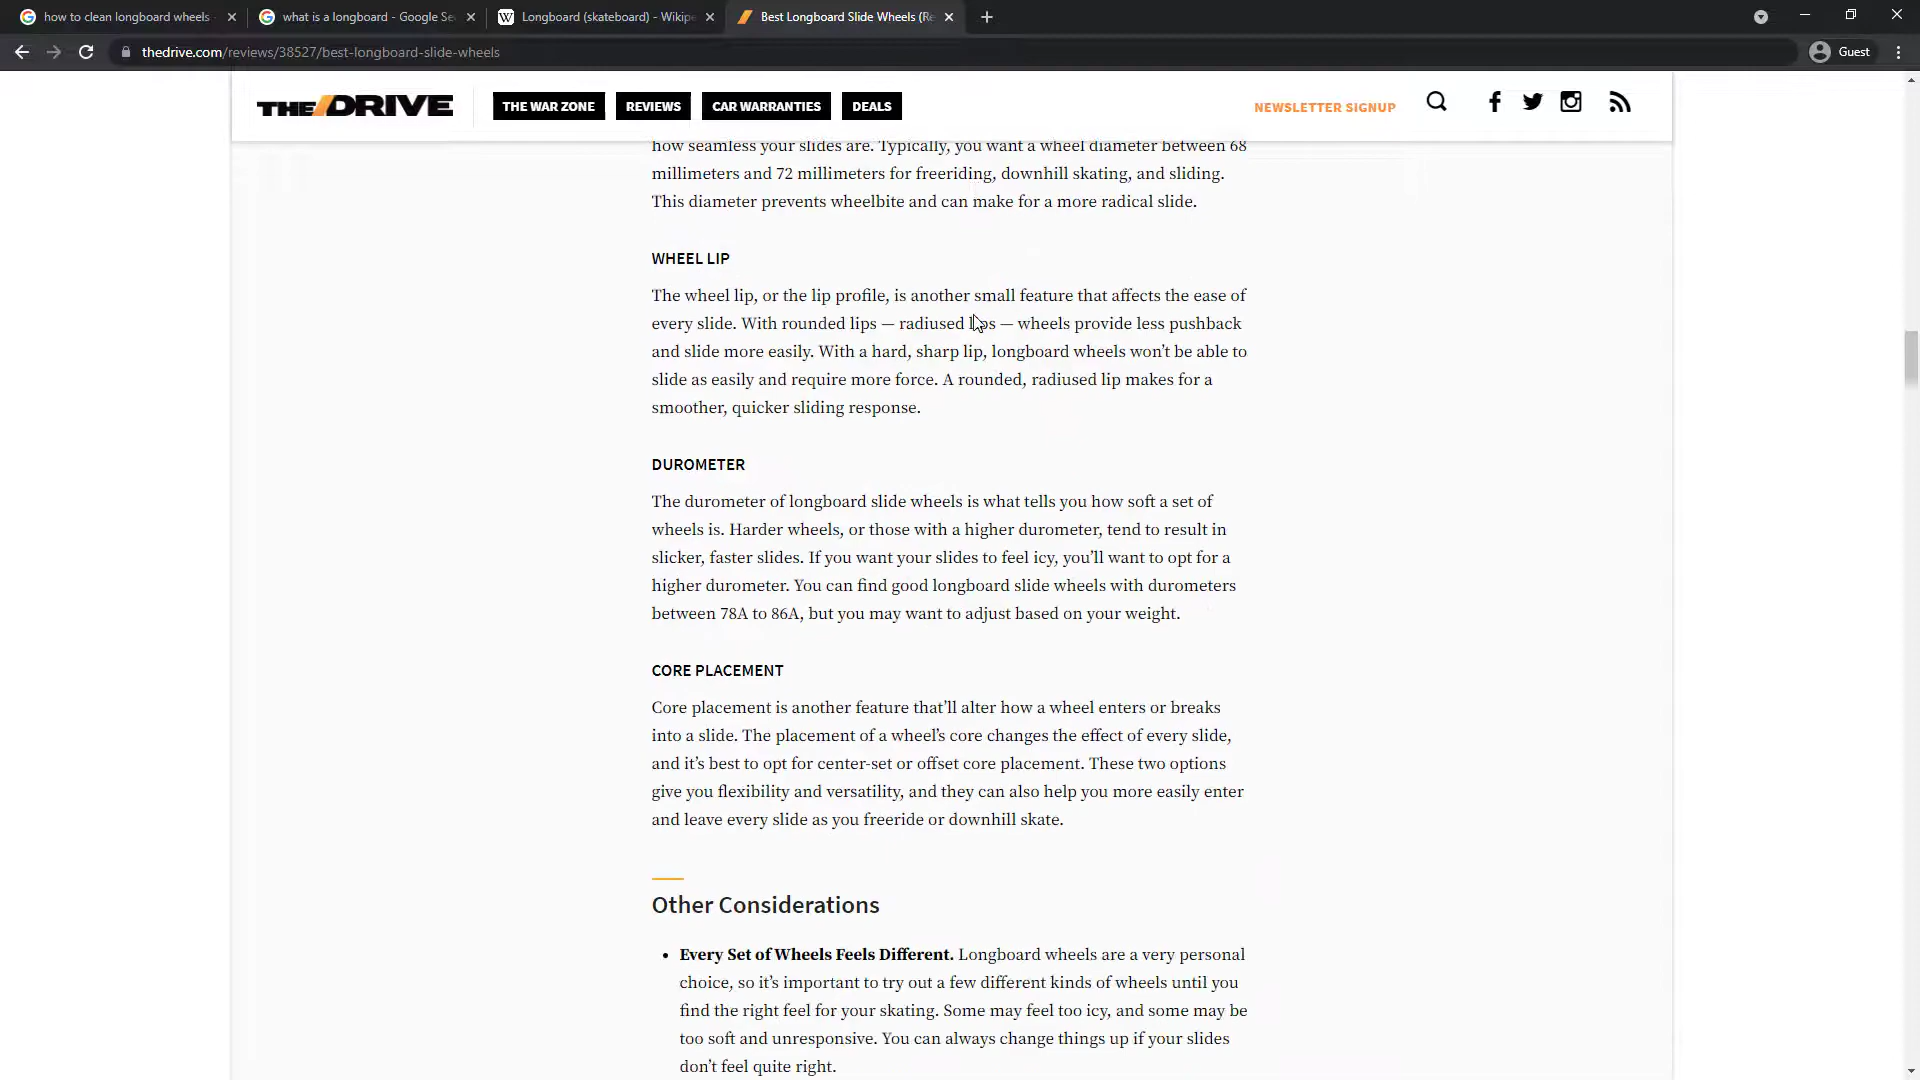 how to clean longboard wheels
what is a longboard - Google Se
Longboard (skateboard) - Wikipe
Best Longboard Slide Wheels (Re
thedrive.com/reviews/38527/best-longboard-slide-wheels
Guest
THE DRIVE
THE WAR ZONE
REVIEWS
CAR WARRANTIES
DEALS
NEWSLETTER SIGNUP
how seamless your slides are. Typically, you want a wheel diameter between 68
millimeters and 72 millimeters for freeriding, downhill skating, and sliding.
This diameter prevents wheelbite and can make for a more radical slide.
WHEEL LIP
The wheel lip, or the lip profile, is another small feature that affects the ease of
every slide. With rounded lips — radiused lips — wheels provide less pushback
and slide more easily. With a hard, sharp lip, longboard wheels won't be able to
slide as easily and require more force. A rounded, radiused lip makes for a
smoother, quicker sliding response.
DUROMETER
The durometer of longboard slide wheels is what tells you how soft a set of
wheels is. Harder wheels, or those with a higher durometer, tend to result in
slicker, faster slides. If you want your slides to feel icy, you'll want to opt for a
higher durometer. You can find good longboard slide wheels with durometers
between 78A to 86A, but you may want to adjust based on your weight.
CORE PLACEMENT
Core placement is another feature that'll alter how a wheel enters or breaks
into a slide. The placement of a wheel's core changes the effect of every slide,
and it's best to opt for center-set or offset core placement. These two options
give you flexibility and versatility, and they can also help you more easily enter
and leave every slide as you freeride or downhill skate.
Other Considerations
• Every Set of Wheels Feels Different. Longboard wheels are a very personal
choice, so it's important to try out a few different kinds of wheels until you
find the right feel for your skating. Some may feel too icy, and some may be
too soft and unresponsive. You can always change things up if your slides
don't feel quite right.